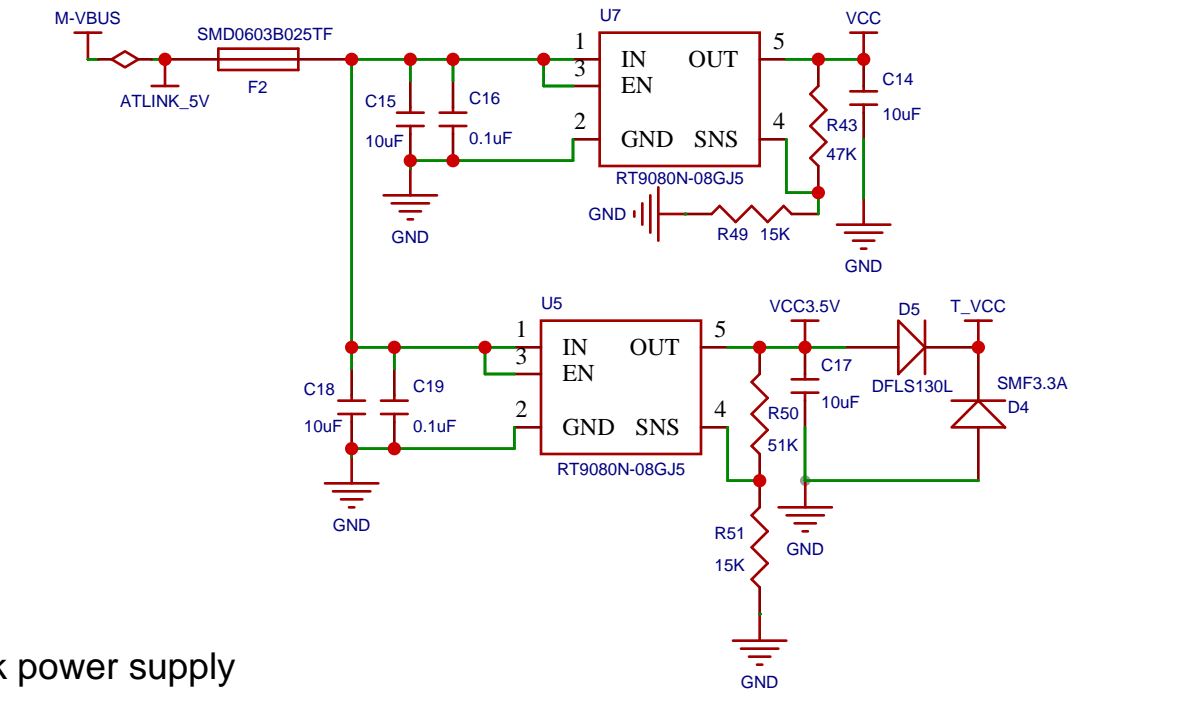 M-VBUS
ATLINK_5V
SMD0603B025TF
F2
C15
10uF
C16
0.1uF
GND
U7
1
3
2
IN
EN
GND
OUT
SNS
5
4
RT9080N-08GJ5
VCC
C14
10uF
R43
47K
GND
R49 15K
GND
C18
10uF
C19
0.1uF
GND
U5
1
3
2
IN
EN
GND
OUT
SNS
5
4
RT9080N-08GJ5
VCC3.5V
C17
10uF
R50
51K
D5
DFLS130L
T_VCC
SMF3.3A
D4
GND
R51
15K
GND
k power supply